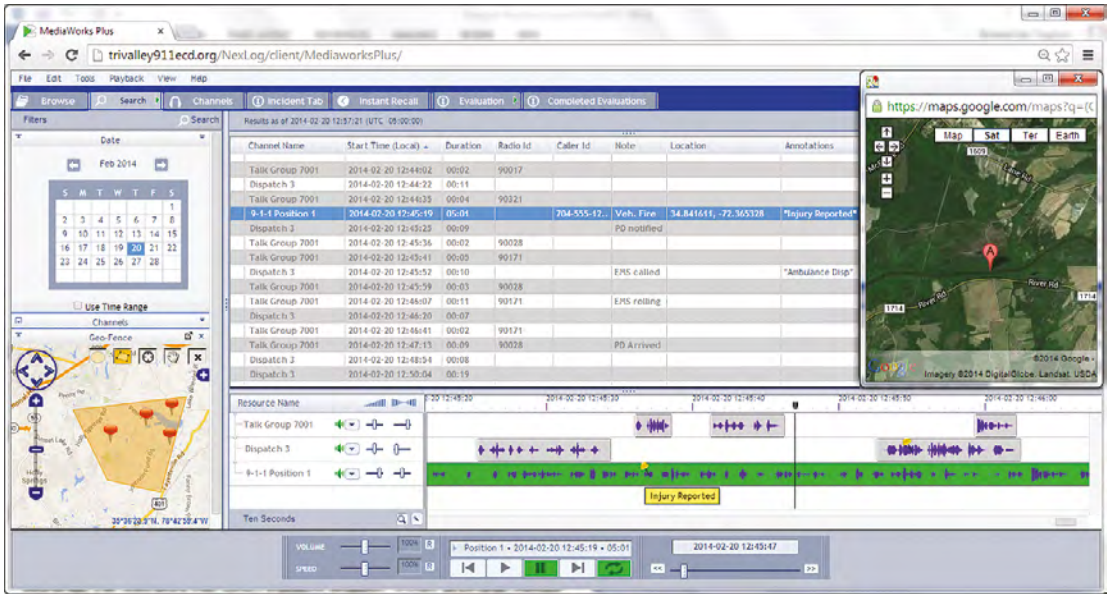 MediaWorks Plus
trivalley911ecd.org/NexLog/client/MediaworksPlus/
File Edit Tools Playback View Help
Browse Search Channels Incident Tab Instant Recall Evaluation Completed Evaluations
Filters Search
Results as of 2014-02-20 12:57:21 (UTC -05:00:00)
Date
Feb 2014
S M T W T F S
1
2 3 4 5 6 7 8
9 10 11 12 13 14 15
16 17 18 19 20 21 22
23 24 25 26 27 28
Use Time Range
Channels
Geo-Fence
401
Holly Springs
35°36'20.5"N, 78°42'59.4"W
Channel Name Start Time (Local) Duration Radio Id Caller Id Note Location Annotations
Talk Group 7001 2014-02-20 12:44:02 00:02 90017
Dispatch 3 2014-02-20 12:44:22 00:11
Talk Group 7001 2014-02-20 12:44:35 00:04 90321
9-1-1 Position 1 2014-02-20 12:45:19 05:01 704-555-12.. Veh. Fire 34.841611, -72.365328 "Injury Reported"
Dispatch 3 2014-02-20 12:45:25 00:09 PD notified
Talk Group 7001 2014-02-20 12:45:36 00:02 90028
Talk Group 7001 2014-02-20 12:45:41 00:05 90171
Dispatch 3 2014-02-20 12:45:52 00:10 EMS called "Ambulance Disp"
Talk Group 7001 2014-02-20 12:45:59 00:03 90028
Talk Group 7001 2014-02-20 12:46:07 00:11 90171 EMS rolling
Dispatch 3 2014-02-20 12:46:20 00:07
Talk Group 7001 2014-02-20 12:46:41 00:02 90171
Talk Group 7001 2014-02-20 12:47:13 00:09 90028 PD Arrived
Dispatch 3 2014-02-20 12:48:54 00:08
Dispatch 3 2014-02-20 12:50:04 00:19
https://maps.google.com/maps?q={(
Map Sat Ter Earth
1609
Lane Rd
A
River Rd
1714
River Rd
1714
©2014 Google -
Imagery ©2014 DigitalGlobe, Landsat, USDA
Resource Name
-20 12:45:20 2014-02-20 12:45:30 2014-02-20 12:45:40 2014-02-20 12:45:50 2014-02-20 12:46:00
Talk Group 7001
Dispatch 3
9-1-1 Position 1
Injury Reported
Ten Seconds
VOLUME 100% R
SPEED 100% R
Position 1 • 2014-02-20 12:45:19 • 05:01
2014-02-20 12:45:47
<< >>